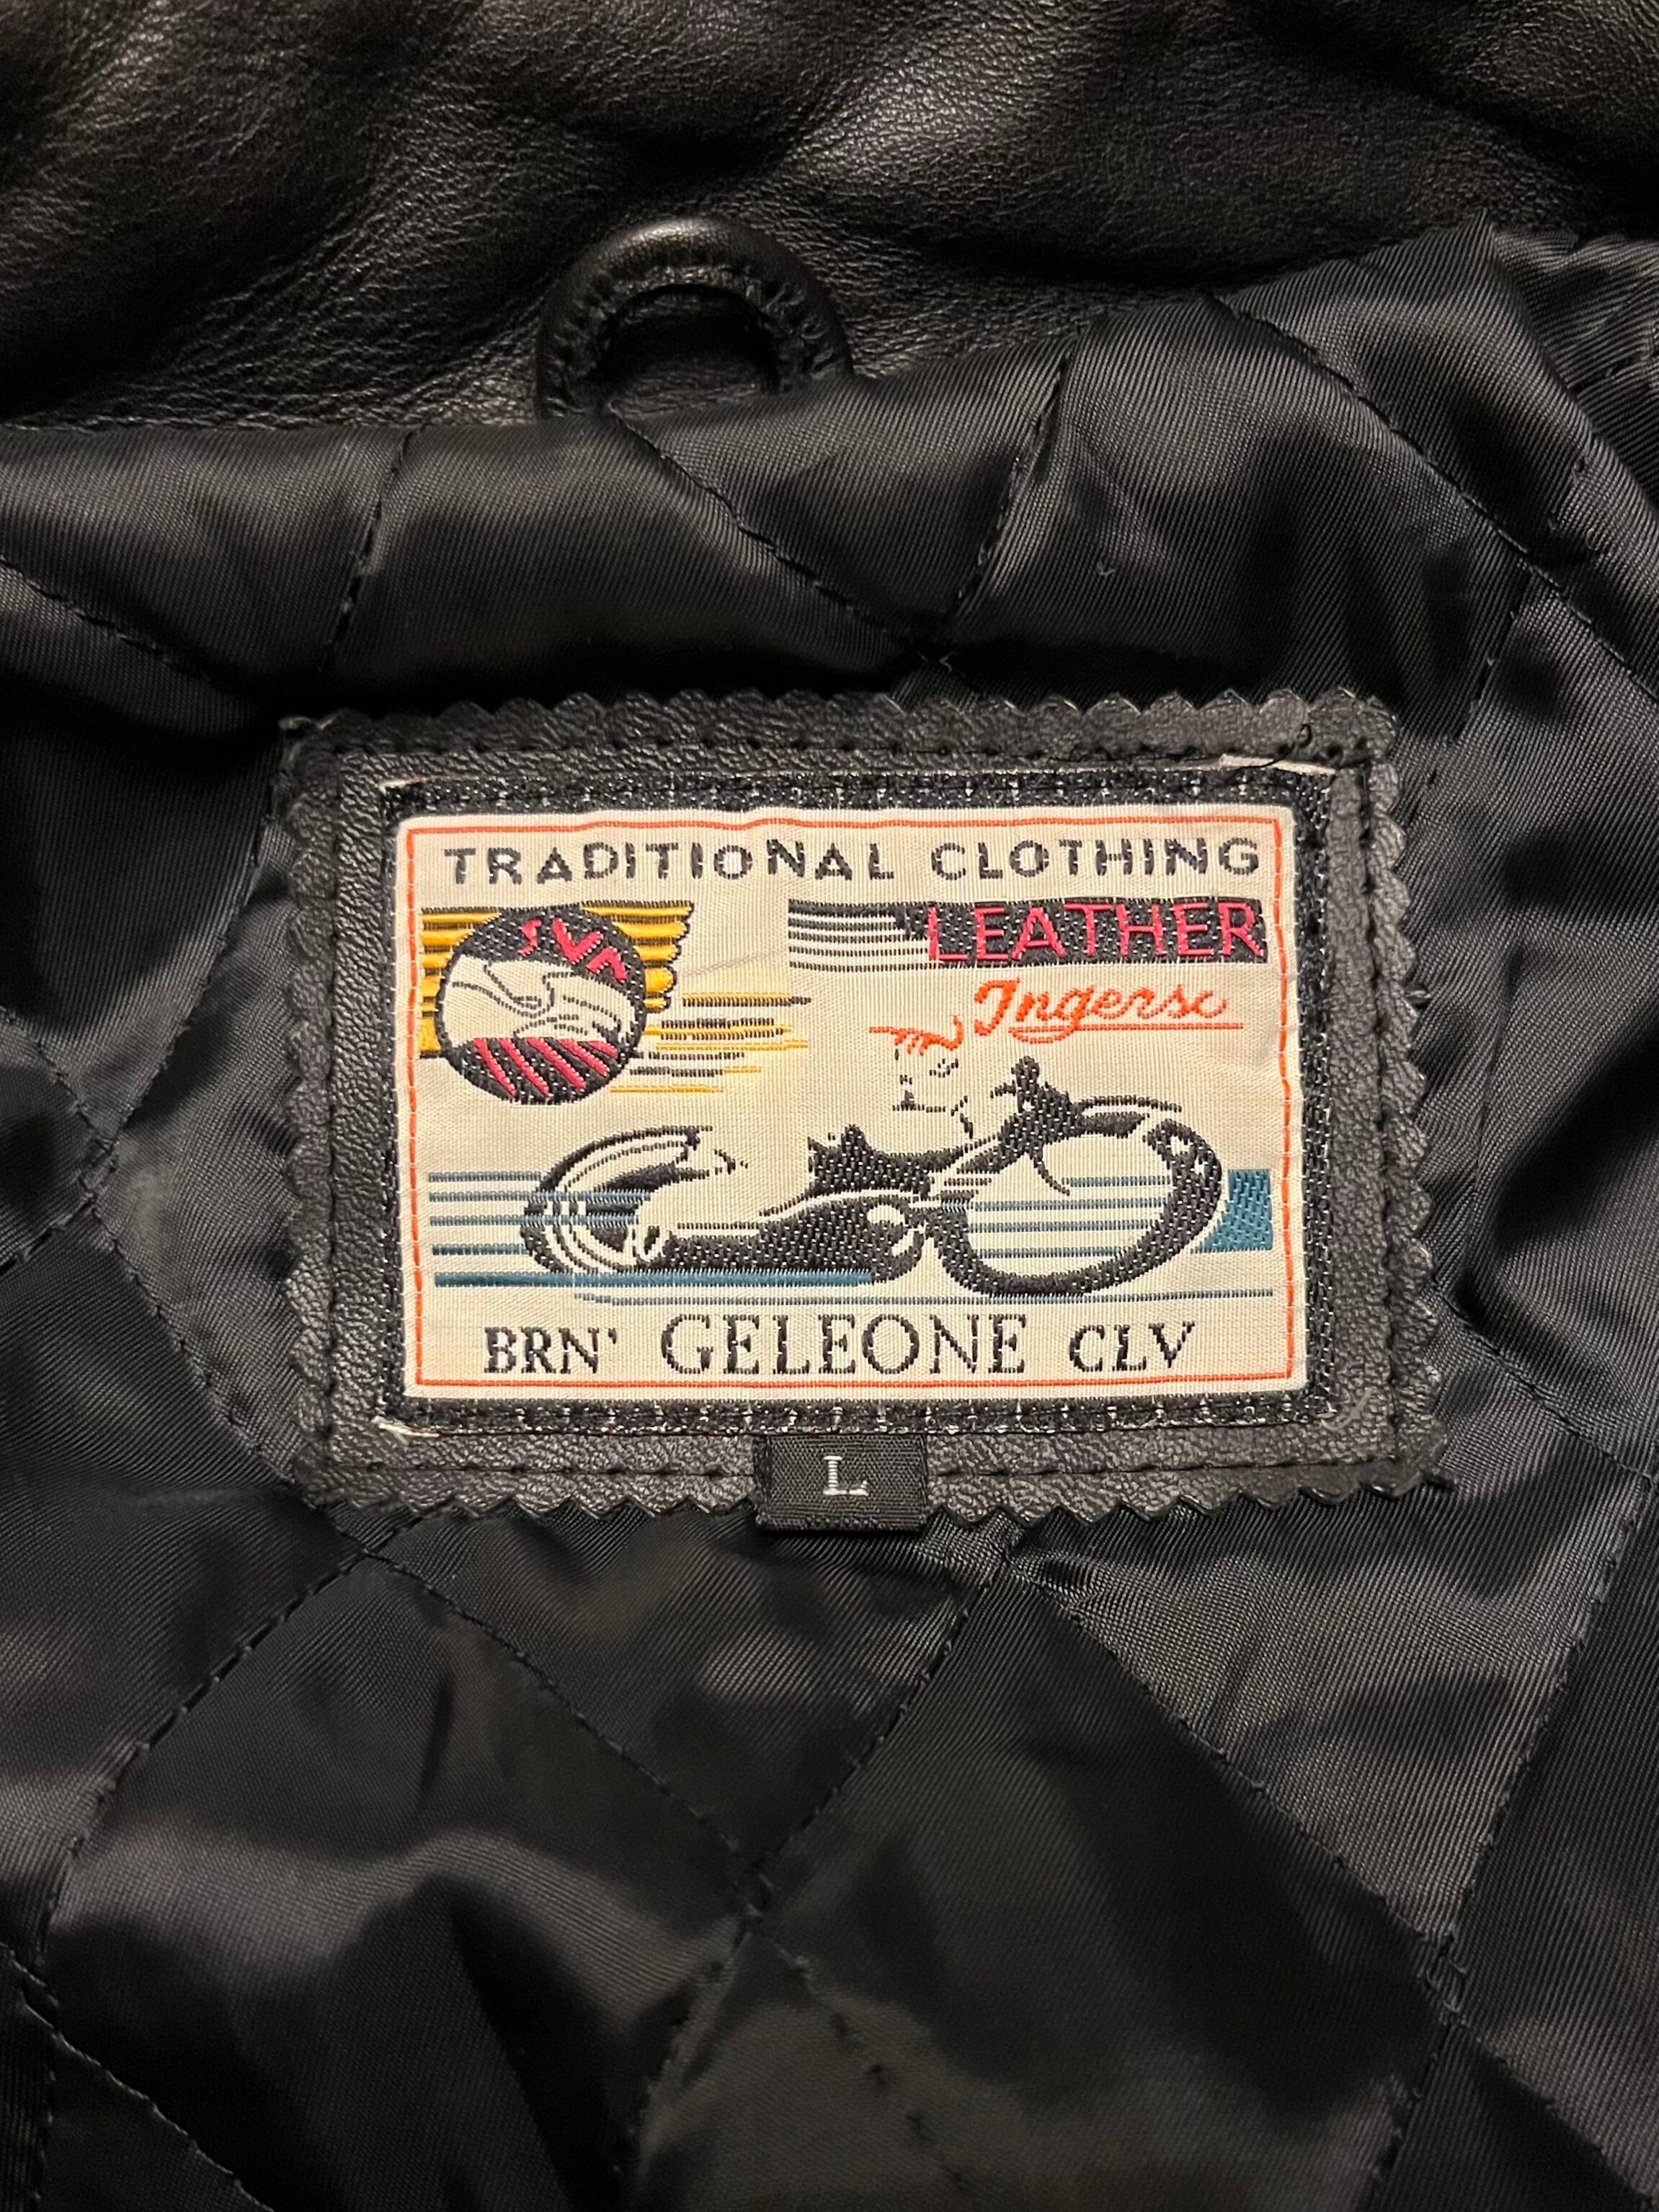 TRADITIONAL CLOTHING
LEATHER
Ingersc
BRN' GELEONE CLV
L